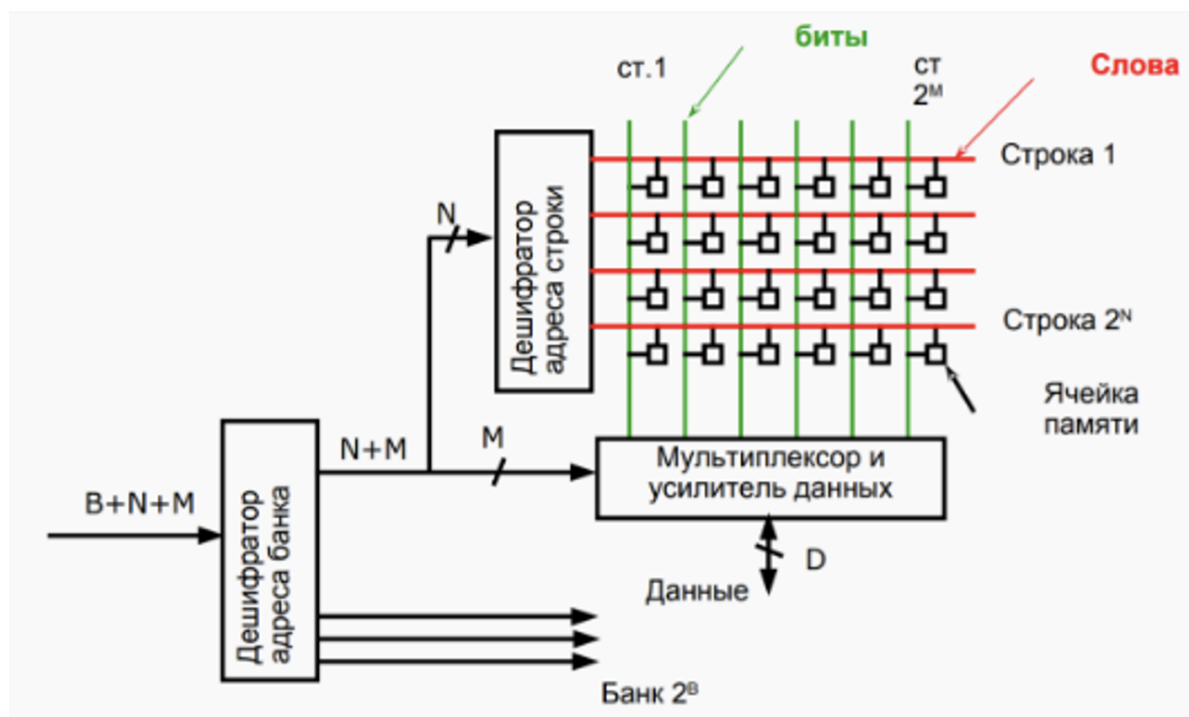 биты
ст.1
ст
2ᴹ
Слова
Строка 1
N
Дешифратор
адреса строки
Строка 2ᴺ
Ячейка
памяти
N+M
M
Мультиплексор и
усилитель данных
B+N+M
Дешифратор
адреса банка
D
Данные
Банк 2ᴮ